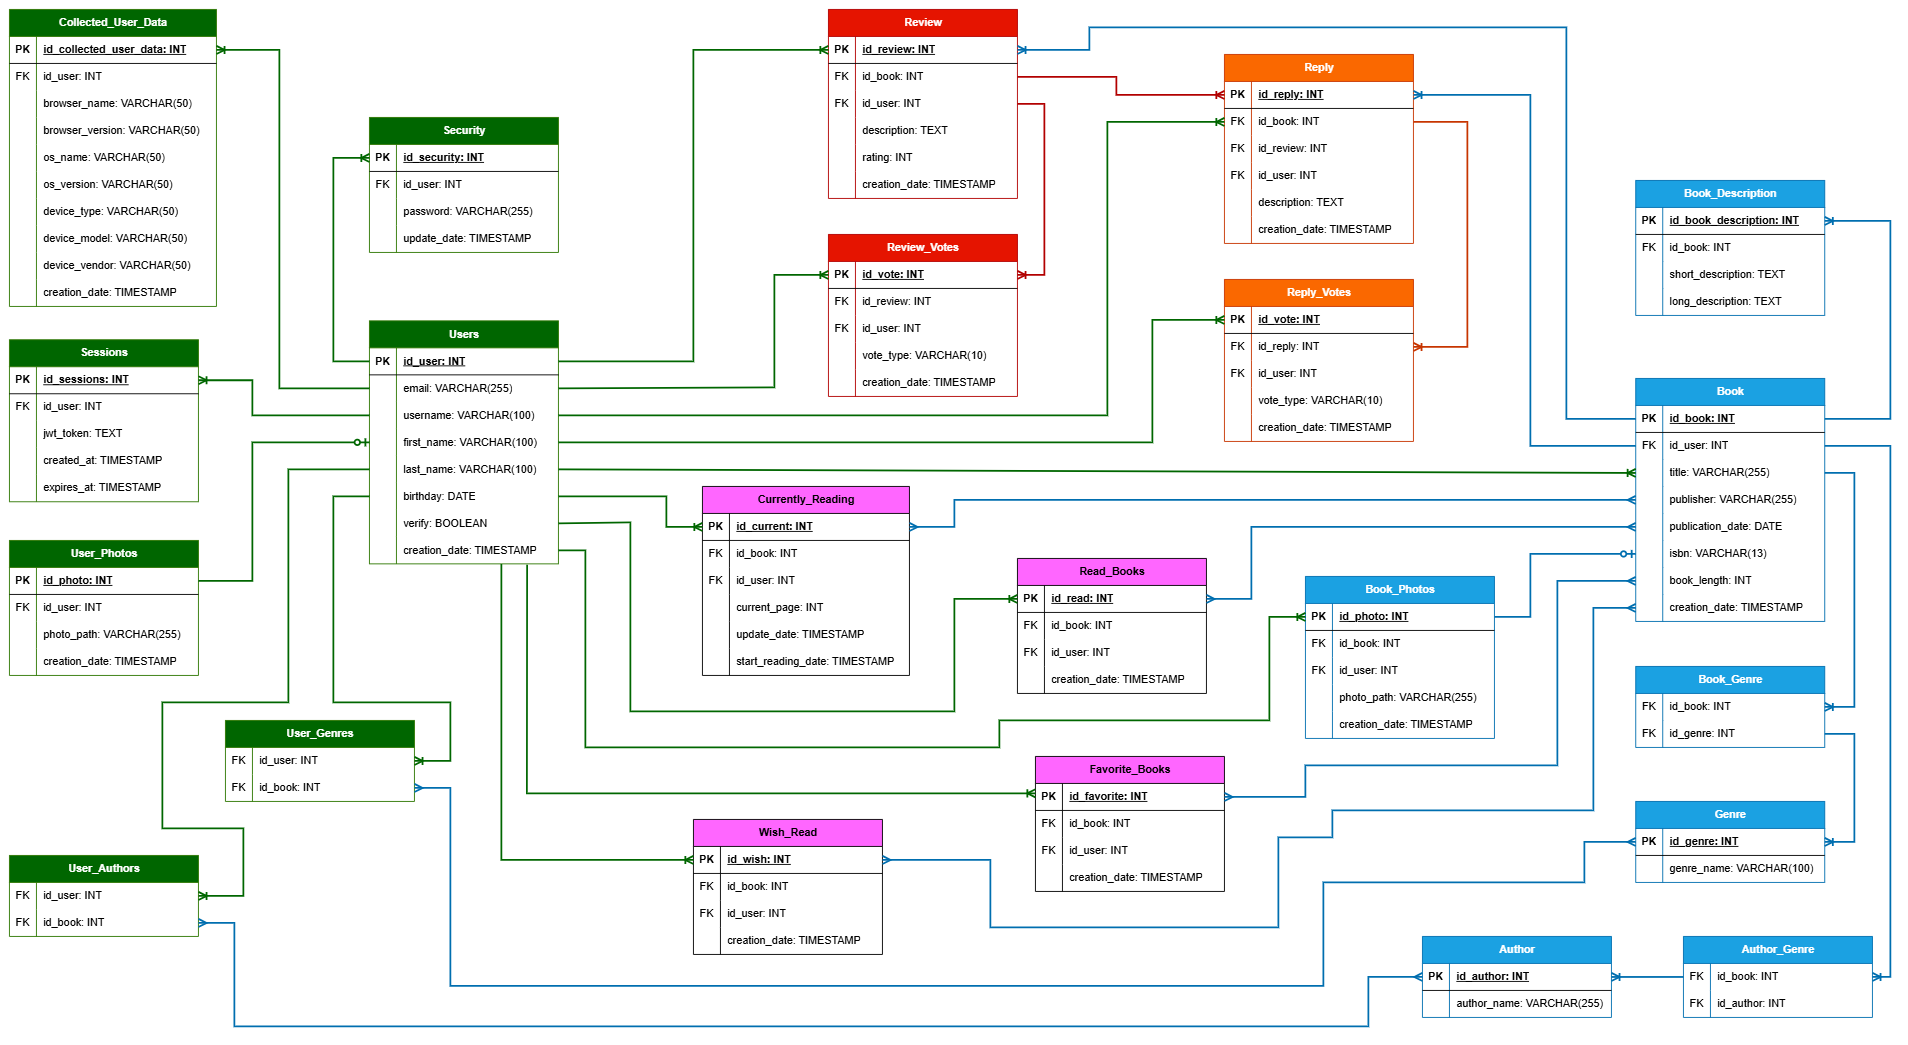 Collected_User_Data
PK id_collected_user_data: INT
FK id_user: INT
browser_name: VARCHAR(50)
browser_version: VARCHAR(50)
os_name: VARCHAR(50)
os_version: VARCHAR(50)
device_type: VARCHAR(50)
device_model: VARCHAR(50)
device_vendor: VARCHAR(50)
creation_date: TIMESTAMP
Security
PK id_security: INT
FK id_user: INT
password: VARCHAR(255)
update_date: TIMESTAMP
Review
PK id_review: INT
FK id_book: INT
FK id_user: INT
description: TEXT
rating: INT
creation_date: TIMESTAMP
Reply
PK id_reply: INT
FK id_book: INT
FK id_review: INT
FK id_user: INT
description: TEXT
creation_date: TIMESTAMP
Book_Description
PK id_book_description: INT
FK id_book: INT
short_description: TEXT
long_description: TEXT
Review_Votes
PK id_vote: INT
FK id_review: INT
FK id_user: INT
vote_type: VARCHAR(10)
creation_date: TIMESTAMP
Reply_Votes
PK id_vote: INT
FK id_reply: INT
FK id_user: INT
vote_type: VARCHAR(10)
creation_date: TIMESTAMP
Sessions
PK id_sessions: INT
FK id_user: INT
jwt_token: TEXT
created_at: TIMESTAMP
expires_at: TIMESTAMP
Users
PK id_user: INT
email: VARCHAR(255)
username: VARCHAR(100)
first_name: VARCHAR(100)
last_name: VARCHAR(100)
birthday: DATE
verify: BOOLEAN
creation_date: TIMESTAMP
Book
PK id_book: INT
FK id_user: INT
title: VARCHAR(255)
publisher: VARCHAR(255)
publication_date: DATE
isbn: VARCHAR(13)
book_length: INT
creation_date: TIMESTAMP
User_Photos
PK id_photo: INT
FK id_user: INT
photo_path: VARCHAR(255)
creation_date: TIMESTAMP
Currently_Reading
PK id_current: INT
FK id_book: INT
FK id_user: INT
current_page: INT
update_date: TIMESTAMP
start_reading_date: TIMESTAMP
Read_Books
PK id_read: INT
FK id_book: INT
FK id_user: INT
creation_date: TIMESTAMP
Book_Photos
PK id_photo: INT
FK id_book: INT
FK id_user: INT
photo_path: VARCHAR(255)
creation_date: TIMESTAMP
Book_Genre
FK id_book: INT
FK id_genre: INT
User_Genres
FK id_user: INT
FK id_book: INT
Favorite_Books
PK id_favorite: INT
FK id_book: INT
FK id_user: INT
creation_date: TIMESTAMP
Genre
PK id_genre: INT
genre_name: VARCHAR(100)
Wish_Read
PK id_wish: INT
FK id_book: INT
FK id_user: INT
creation_date: TIMESTAMP
User_Authors
FK id_user: INT
FK id_book: INT
Author
PK id_author: INT
author_name: VARCHAR(255)
Author_Genre
FK id_book: INT
FK id_author: INT